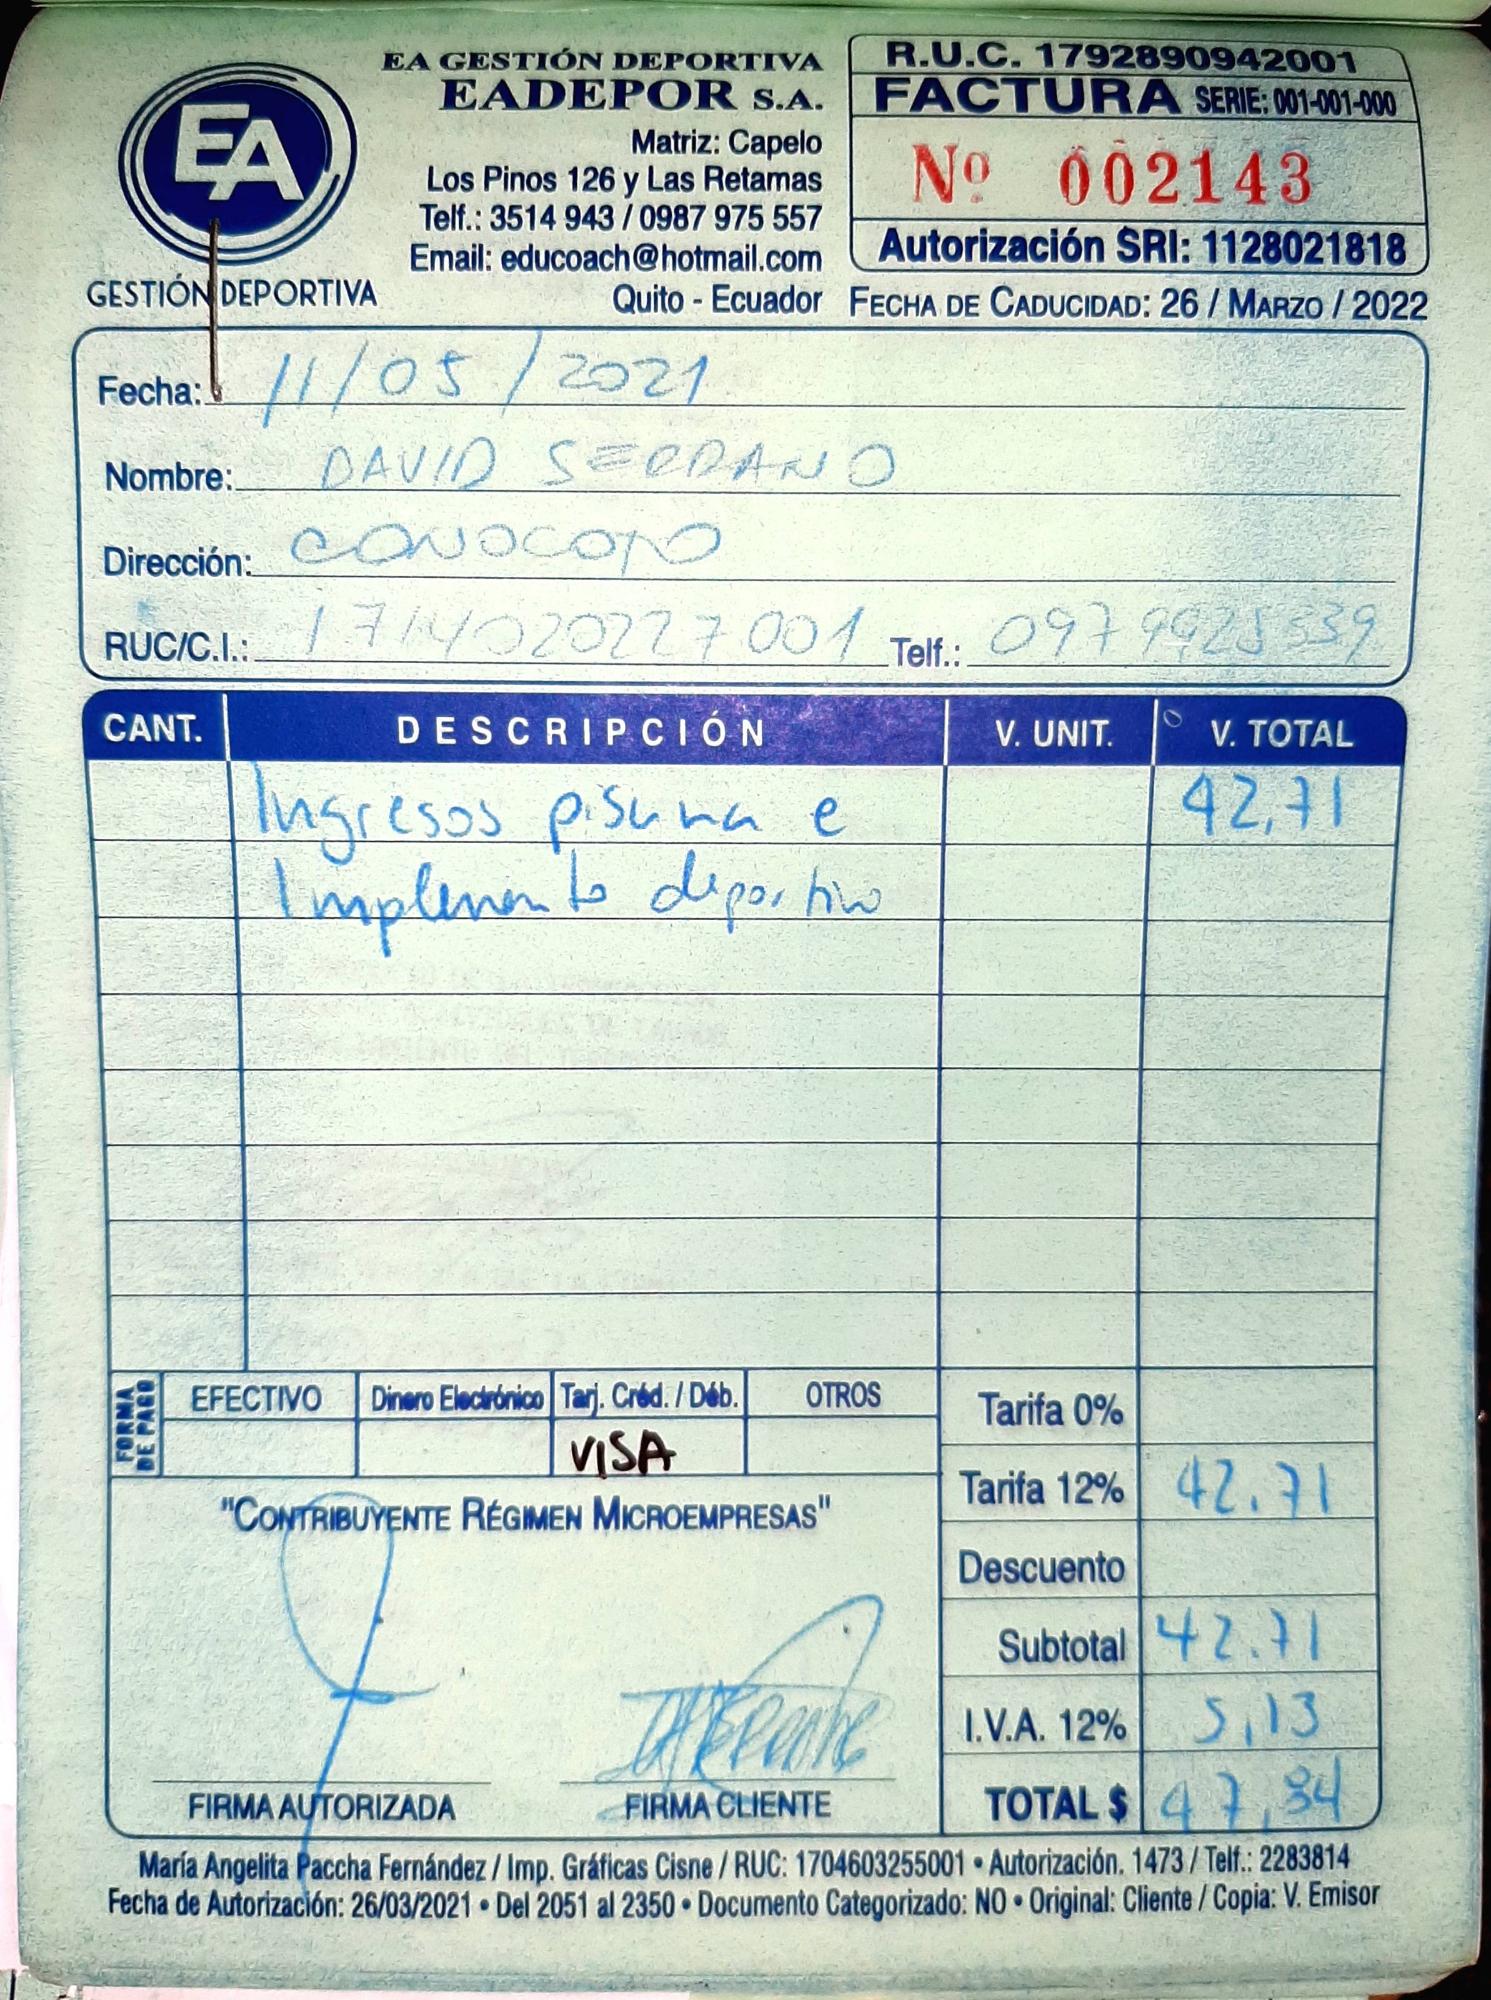 EA
GESTIÓN DEPORTIVA
EA GESTIÓN DEPORTIVA
EADEPOR S.A.
Matriz: Capelo
Los Pinos 126 y Las Retamas
Telf.: 3514 943 / 0987 975 557
Email: educoach@hotmail.com
Quito - Ecuador
R.U.C. 1792890942001
FACTURA SERIE: 001-001-000
Nº 002143
Autorización SRI: 1128021818
FECHA DE CADUCIDAD: 26 / MARZO / 2022
Fecha: 11/05/2021
Nombre: DAVID SERRANO
Dirección: CONOCOTO
RUC/C.I.: 1714020227001 Telf.: 0979925339
CANT. DESCRIPCIÓN V. UNIT. V. TOTAL
Ingresos pisina e 42,71
Implemento deportivo
FORMA DE PAGO
EFECTIVO Dinero Electrónico Tarj. Créd. / Déb. OTROS
VISA
Tarifa 0%
Tarifa 12% 42.71
Descuento
Subtotal 42.71
I.V.A. 12% 5,13
TOTAL $ 47,84
"CONTRIBUYENTE RÉGIMEN MICROEMPRESAS"
FIRMA AUTORIZADA FIRMA CLIENTE
María Angelita Paccha Fernández / Imp. Gráficas Cisne / RUC: 1704603255001 • Autorización. 1473 / Telf.: 2283814
Fecha de Autorización: 26/03/2021 • Del 2051 al 2350 • Documento Categorizado: NO • Original: Cliente / Copia: V. Emisor